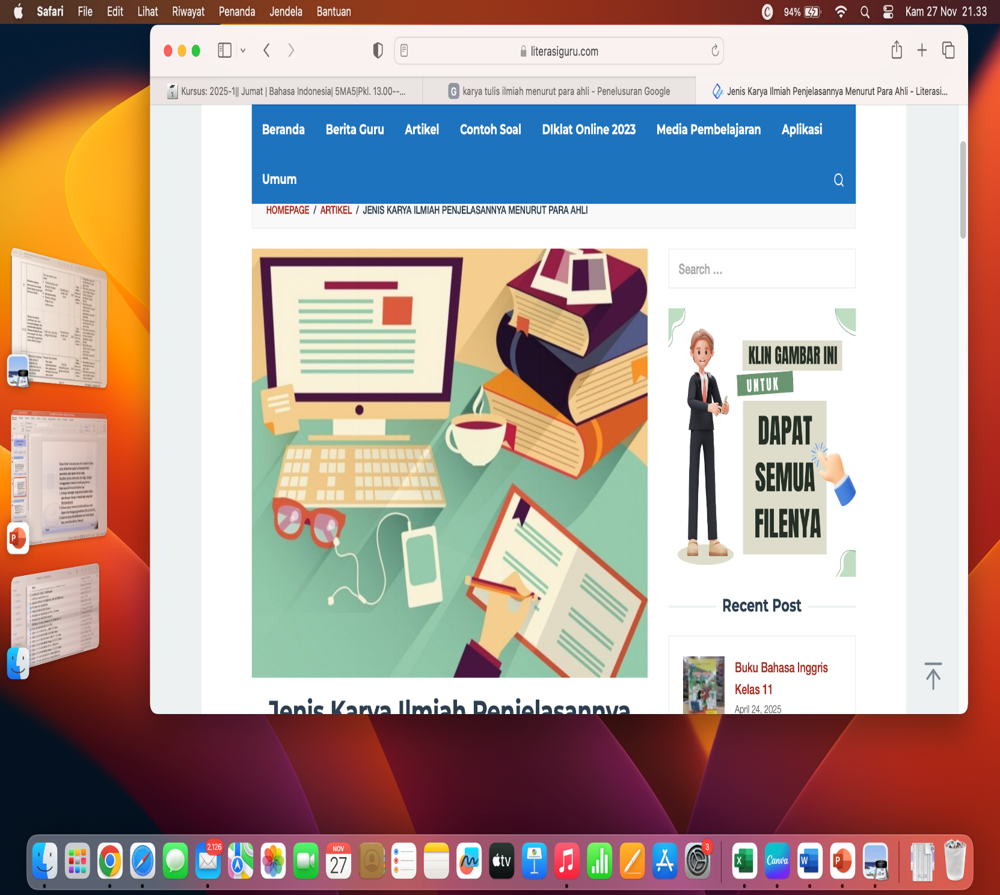 Safari File Edit Lihat Riwayat Penanda Jendela Bantuan
94% Kam 27 Nov 21.33
literasiguru.com
Kursus: 2025-1|| Jumat | Bahasa Indonesia| 5MA5|Pkl. 13.00--...
karya tulis ilmiah menurut para ahli - Penelusuran Google
Jenis Karya Ilmiah Penjelasannya Menurut Para Ahli - Literasi...
Beranda Berita Guru Artikel Contoh Soal DIklat Online 2023 Media Pembelajaran Aplikasi
Umum
HOMEPAGE / ARTIKEL / JENIS KARYA ILMIAH PENJELASANNYA MENURUT PARA AHLI
Search ...
KLIN GAMBAR INI
UNTUK
DAPAT
SEMUA
FILENYA
Recent Post
Buku Bahasa Inggris
Kelas 11
April 24, 2025
Jenis Karya Ilmiah Penjelasannya
2.126
NOV
27
tv
3
Canva
XLSX